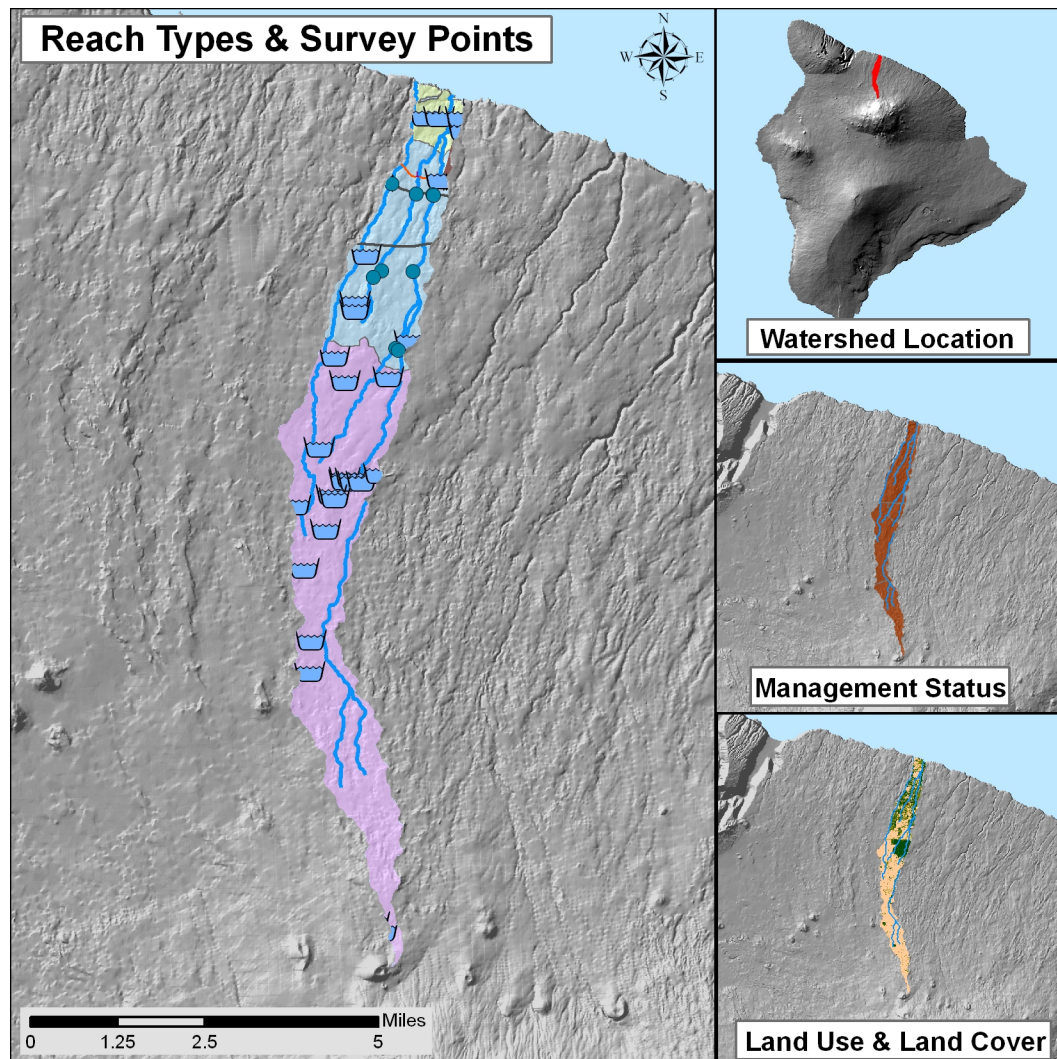 Reach Types & Survey Points
N
W E
S
Miles
0 1.25 2.5 5
Watershed Location
Management Status
Land Use & Land Cover